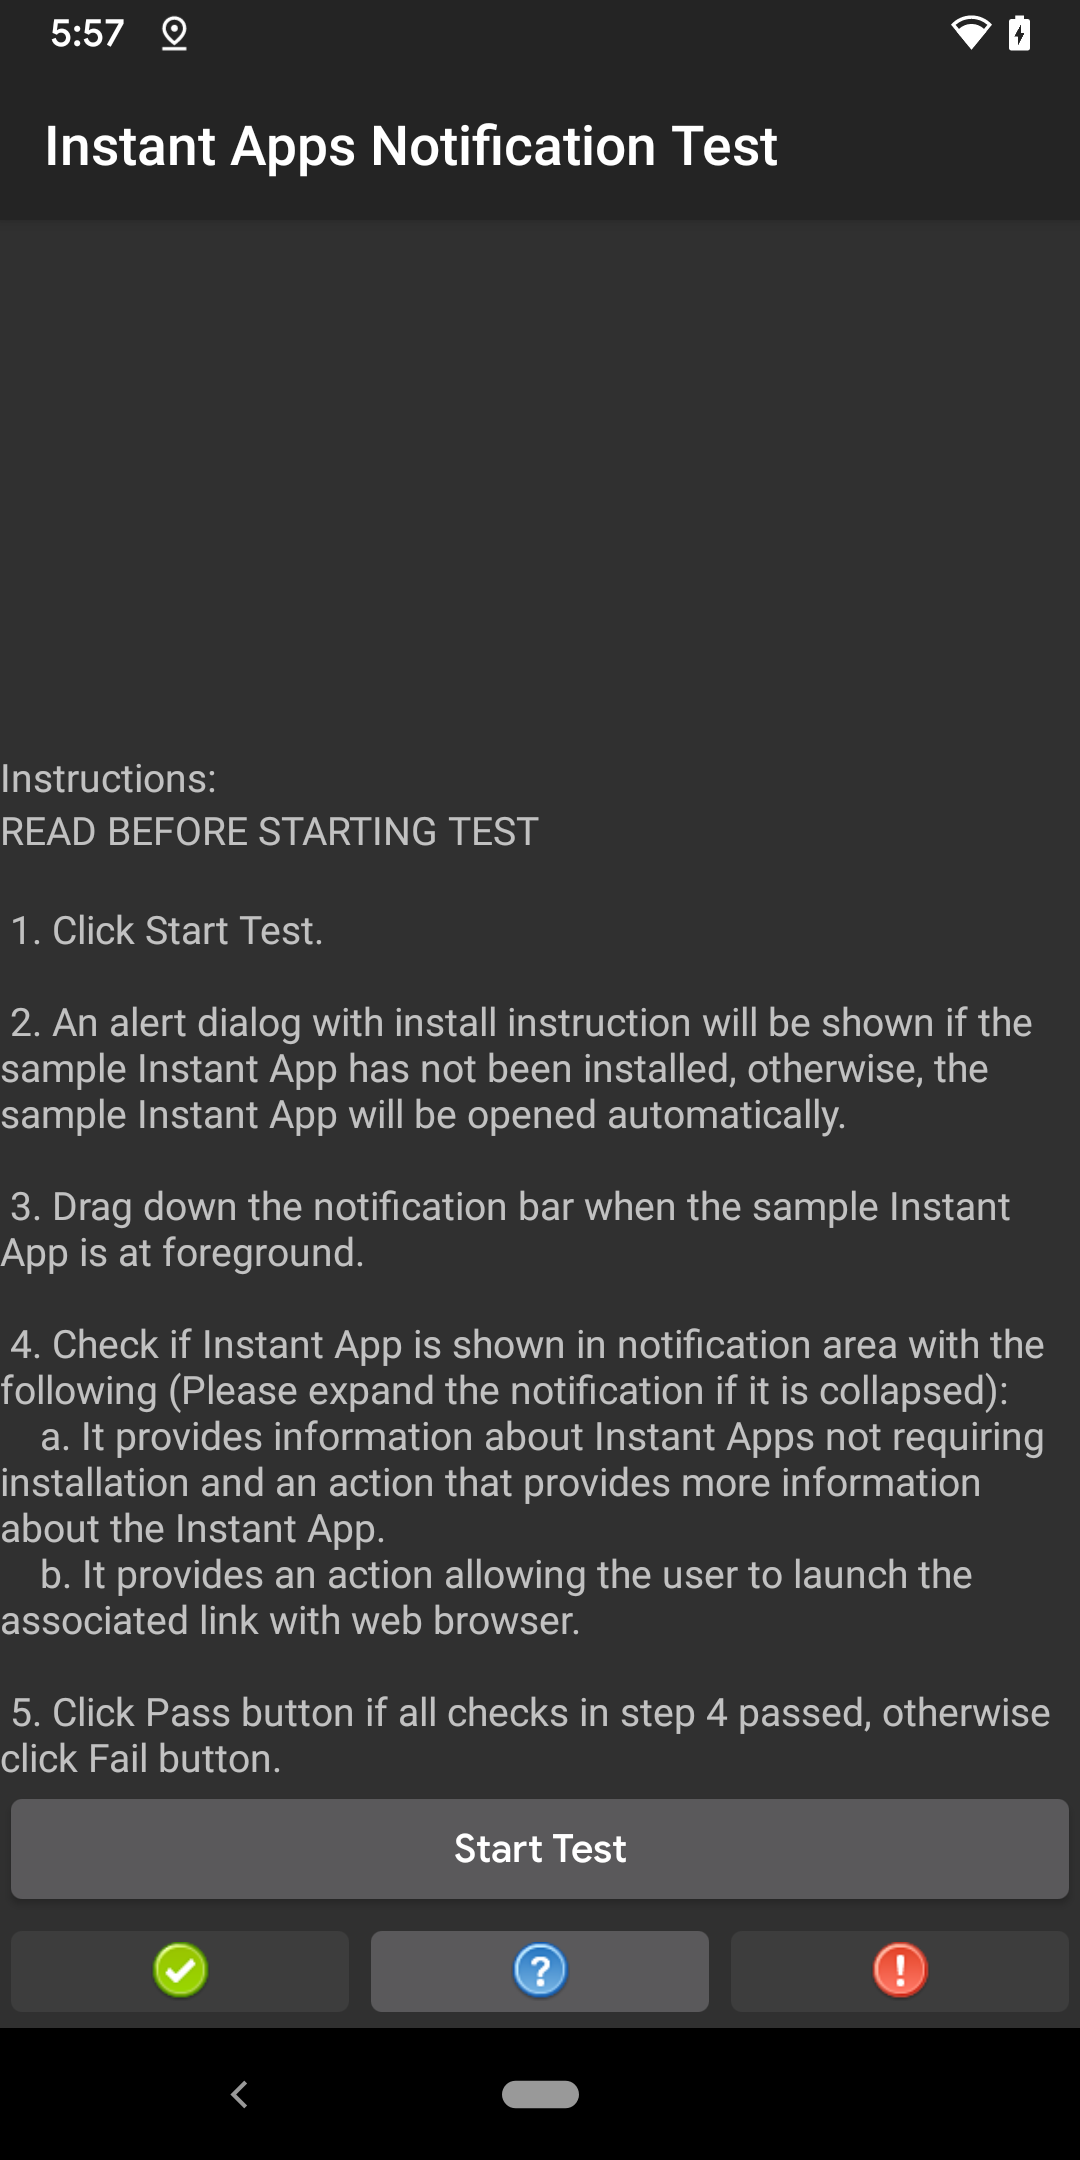 5:57
Instant Apps Notification Test
Instructions:
READ BEFORE STARTING TEST
1. Click Start Test.
2. An alert dialog with install instruction will be shown if the
sample Instant App has not been installed, otherwise, the
sample Instant App will be opened automatically.
3. Drag down the notification bar when the sample Instant
App is at foreground.
4. Check if Instant App is shown in notification area with the
following (Please expand the notification if it is collapsed):
a. It provides information about Instant Apps not requiring
installation and an action that provides more information
about the Instant App.
b. It provides an action allowing the user to launch the
associated link with web browser.
5. Click Pass button if all checks in step 4 passed, otherwise
click Fail button.
Start Test